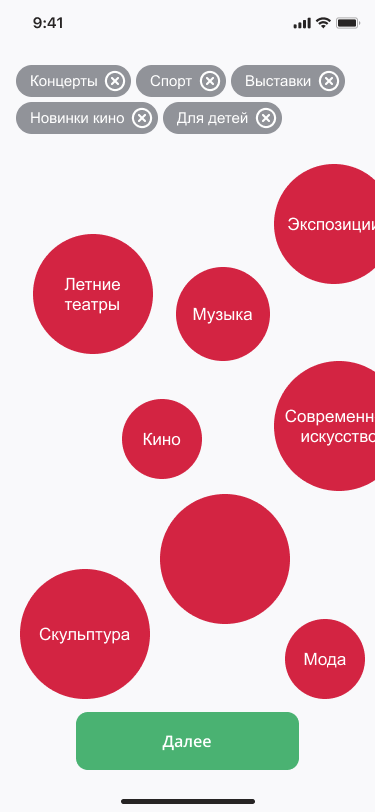 9:41
Концерты
Спорт
Выставки
Новинки кино
Для детей
Экспозиции
Летние
театры
Музыка
Современн
искусство
Кино
Скульптура
Мода
Далее